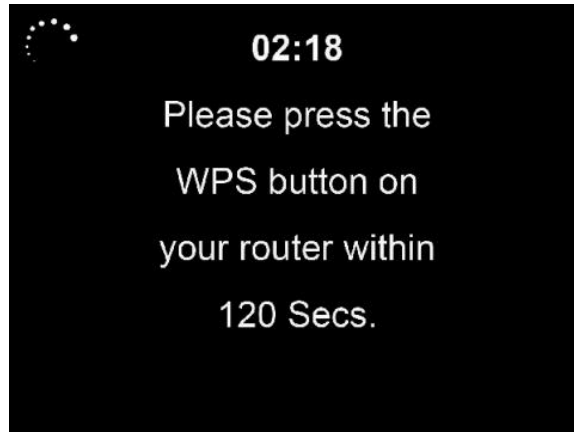 02:18
Please press the
WPS button on
your router within
120 Secs.